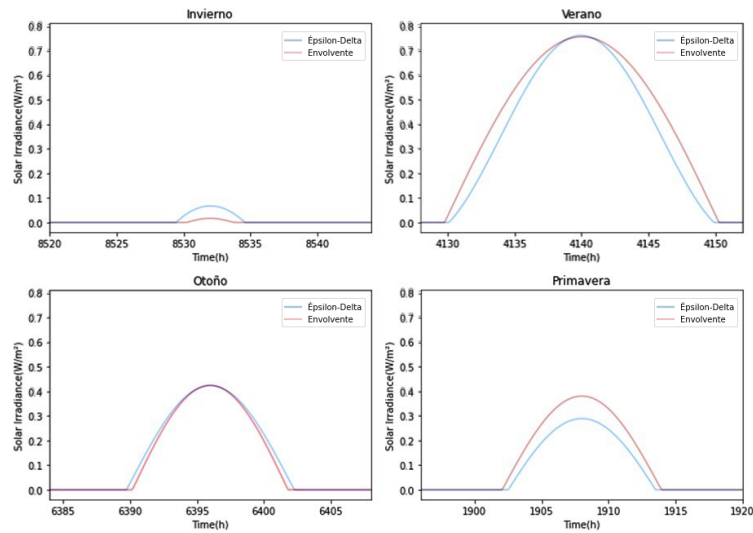 Invierno
0.8
0.7
0.6
0.5
0.4
0.3
0.2
0.1
0.0
Solar Irradiance(W/m²)
Épsilon-Delta
Envolvente
8520 8525 8530 8535 8540
Time(h)
Verano
0.8
0.7
0.6
0.5
0.4
0.3
0.2
0.1
0.0
Solar Irradiance(W/m²)
Épsilon-Delta
Envolvente
4130 4135 4140 4145 4150
Time(h)
Otoño
0.8
0.7
0.6
0.5
0.4
0.3
0.2
0.1
0.0
Solar Irradiance(W/m²)
Épsilon-Delta
Envolvente
6385 6390 6395 6400 6405
Time(h)
Primavera
0.8
0.7
0.6
0.5
0.4
0.3
0.2
0.1
0.0
Solar Irradiance(W/m²)
Épsilon-Delta
Envolvente
1900 1905 1910 1915 1920
Time(h)